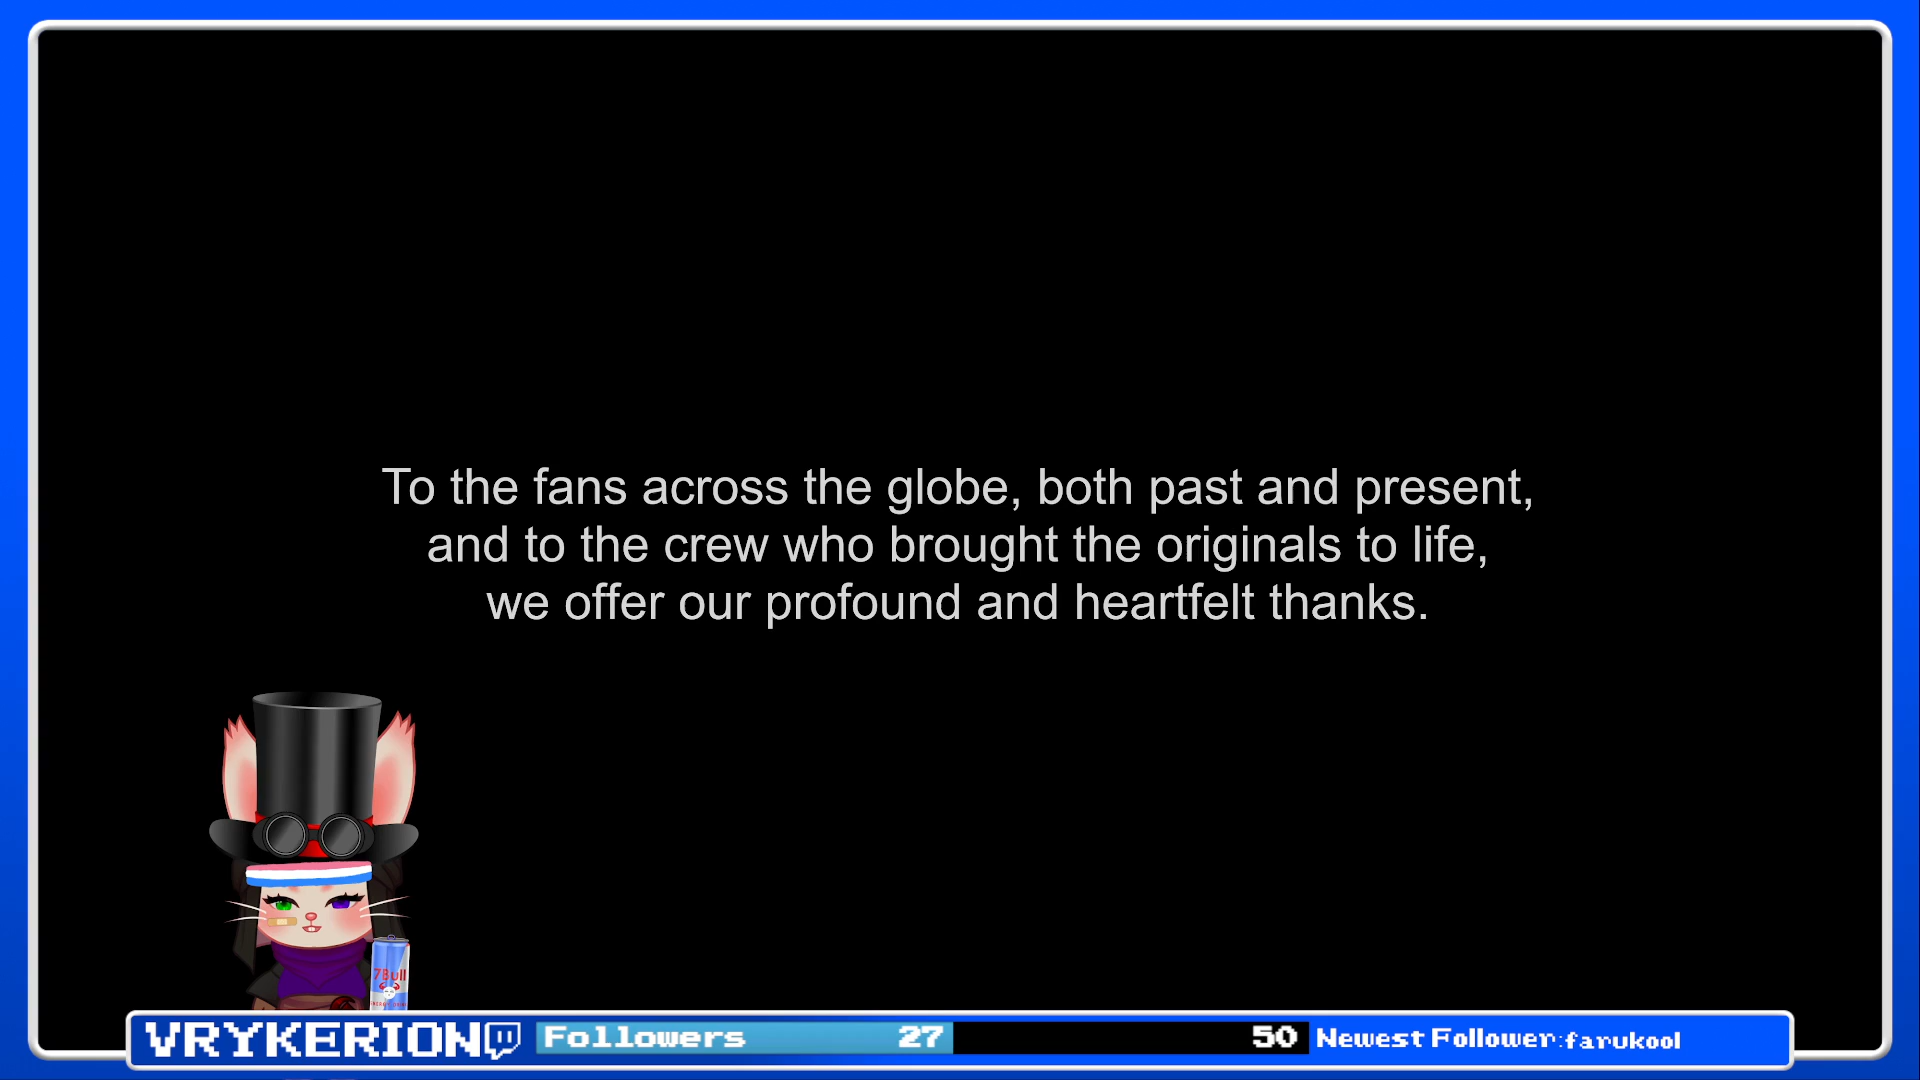 To the fans across the globe, both past and present,
and to the crew who brought the originals to life,
we offer our profound and heartfelt thanks.
7Bull
VRYKERION
Followers 27 50
Newest Follower:farukool